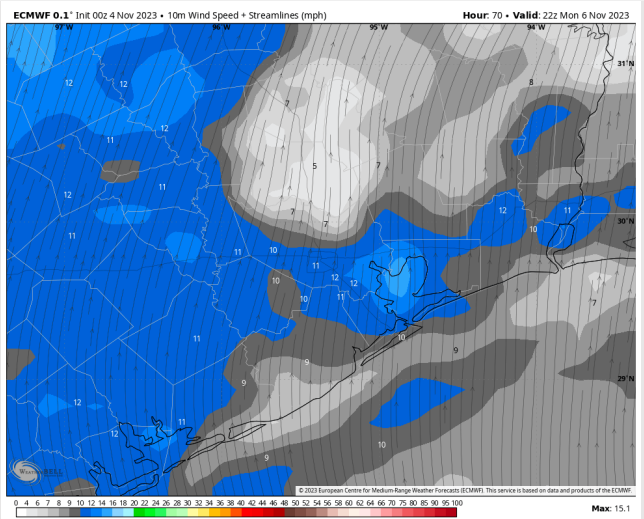 ECMWF 0.1° Init 00z 4 Nov 2023 • 10m Wind Speed + Streamlines (mph) Hour: 70 • Valid: 22z Mon 6 Nov 2023
97°W 96°W 95°W 94°W
31°N
12 12 8
7
12
11
5 7
12 11
7 12 11
30°N
11 7 10
11 10
11 12
10 12
10 11
7
11 10
9 9
29°N
9
12 11
12 10
9
WeatherBELL
© 2023 European Centre for Medium-Range Weather Forecasts (ECMWF). This service is based on data and products of the ECMWF.
0 4 6 7 8 9 10 12 13 14 15 16 17 18 20 22 24 26 28 30 32 34 36 38 40 42 44 46 48 50 52 54 56 58 60 62 64 66 70 75 80 85 90 95 100
Max: 15.1